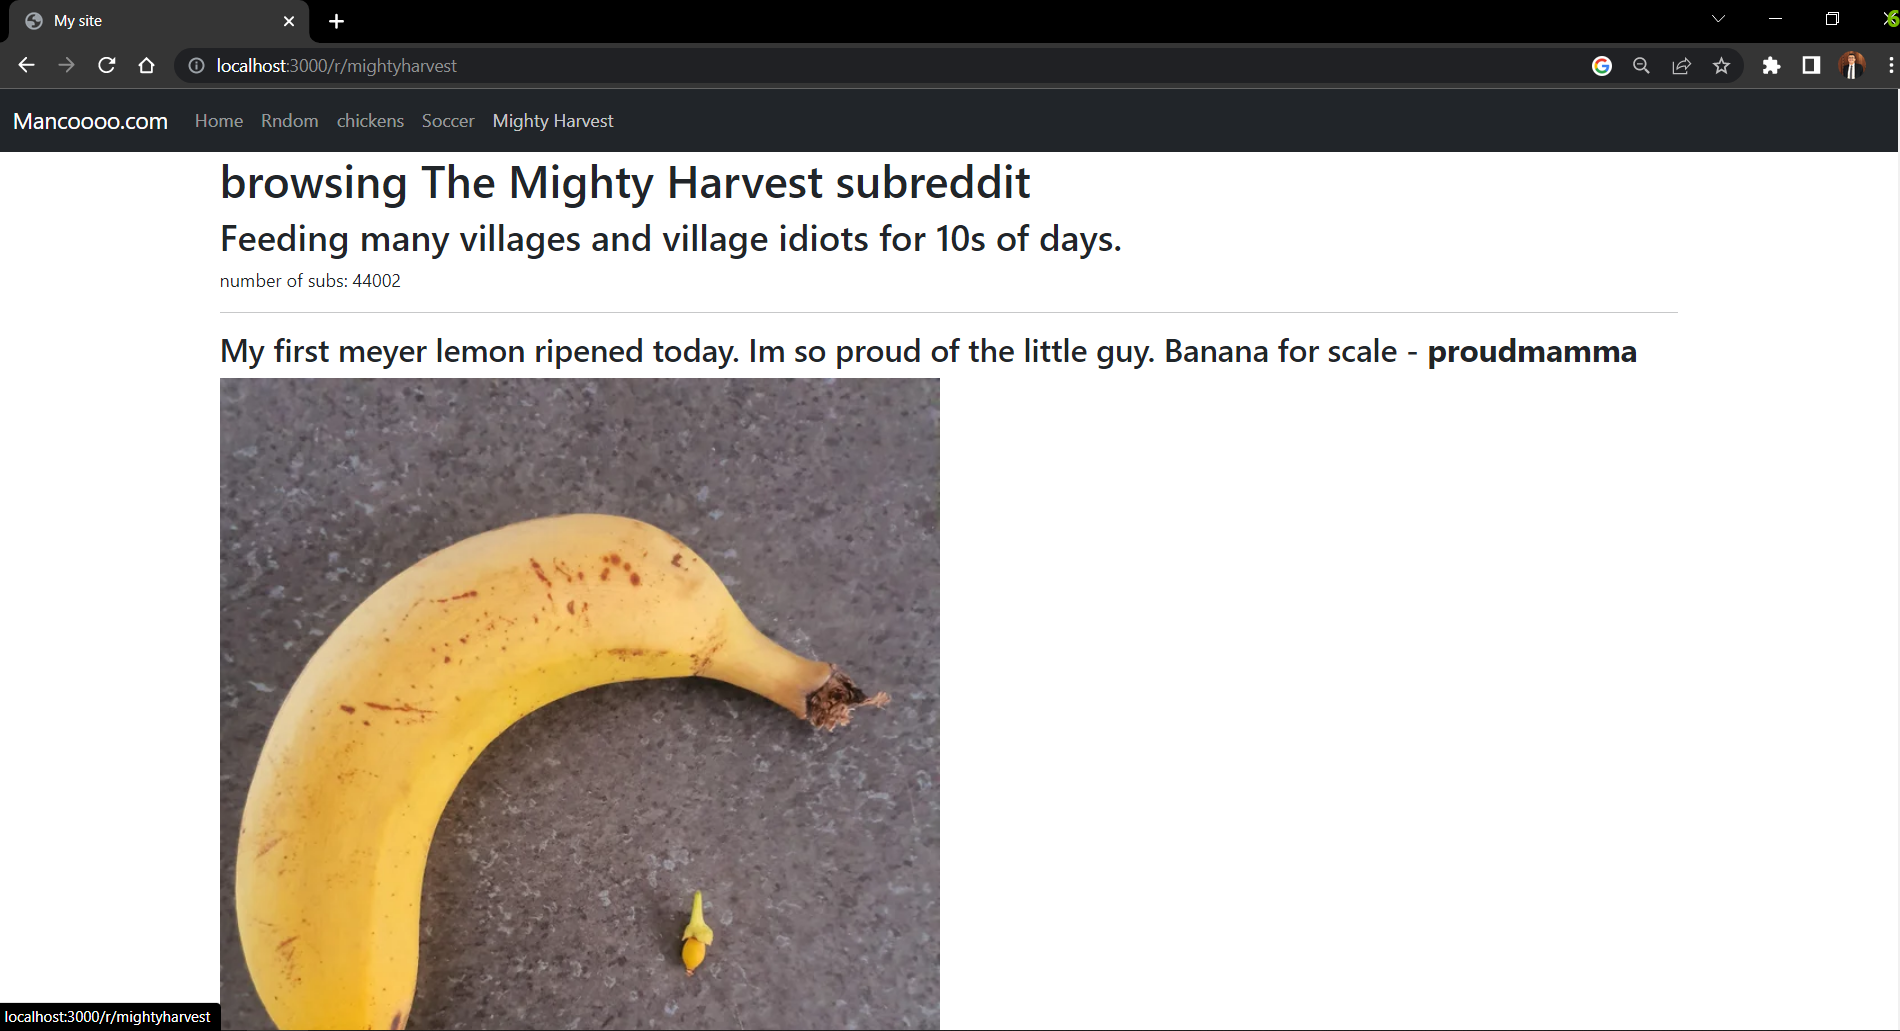 My site
localhost:3000/r/mightyharvest
Mancoooo.com Home Rndom chickens Soccer Mighty Harvest
browsing The Mighty Harvest subreddit
Feeding many villages and village idiots for 10s of days.
number of subs: 44002
My first meyer lemon ripened today. Im so proud of the little guy. Banana for scale - proudmamma
localhost:3000/r/mightyharvest